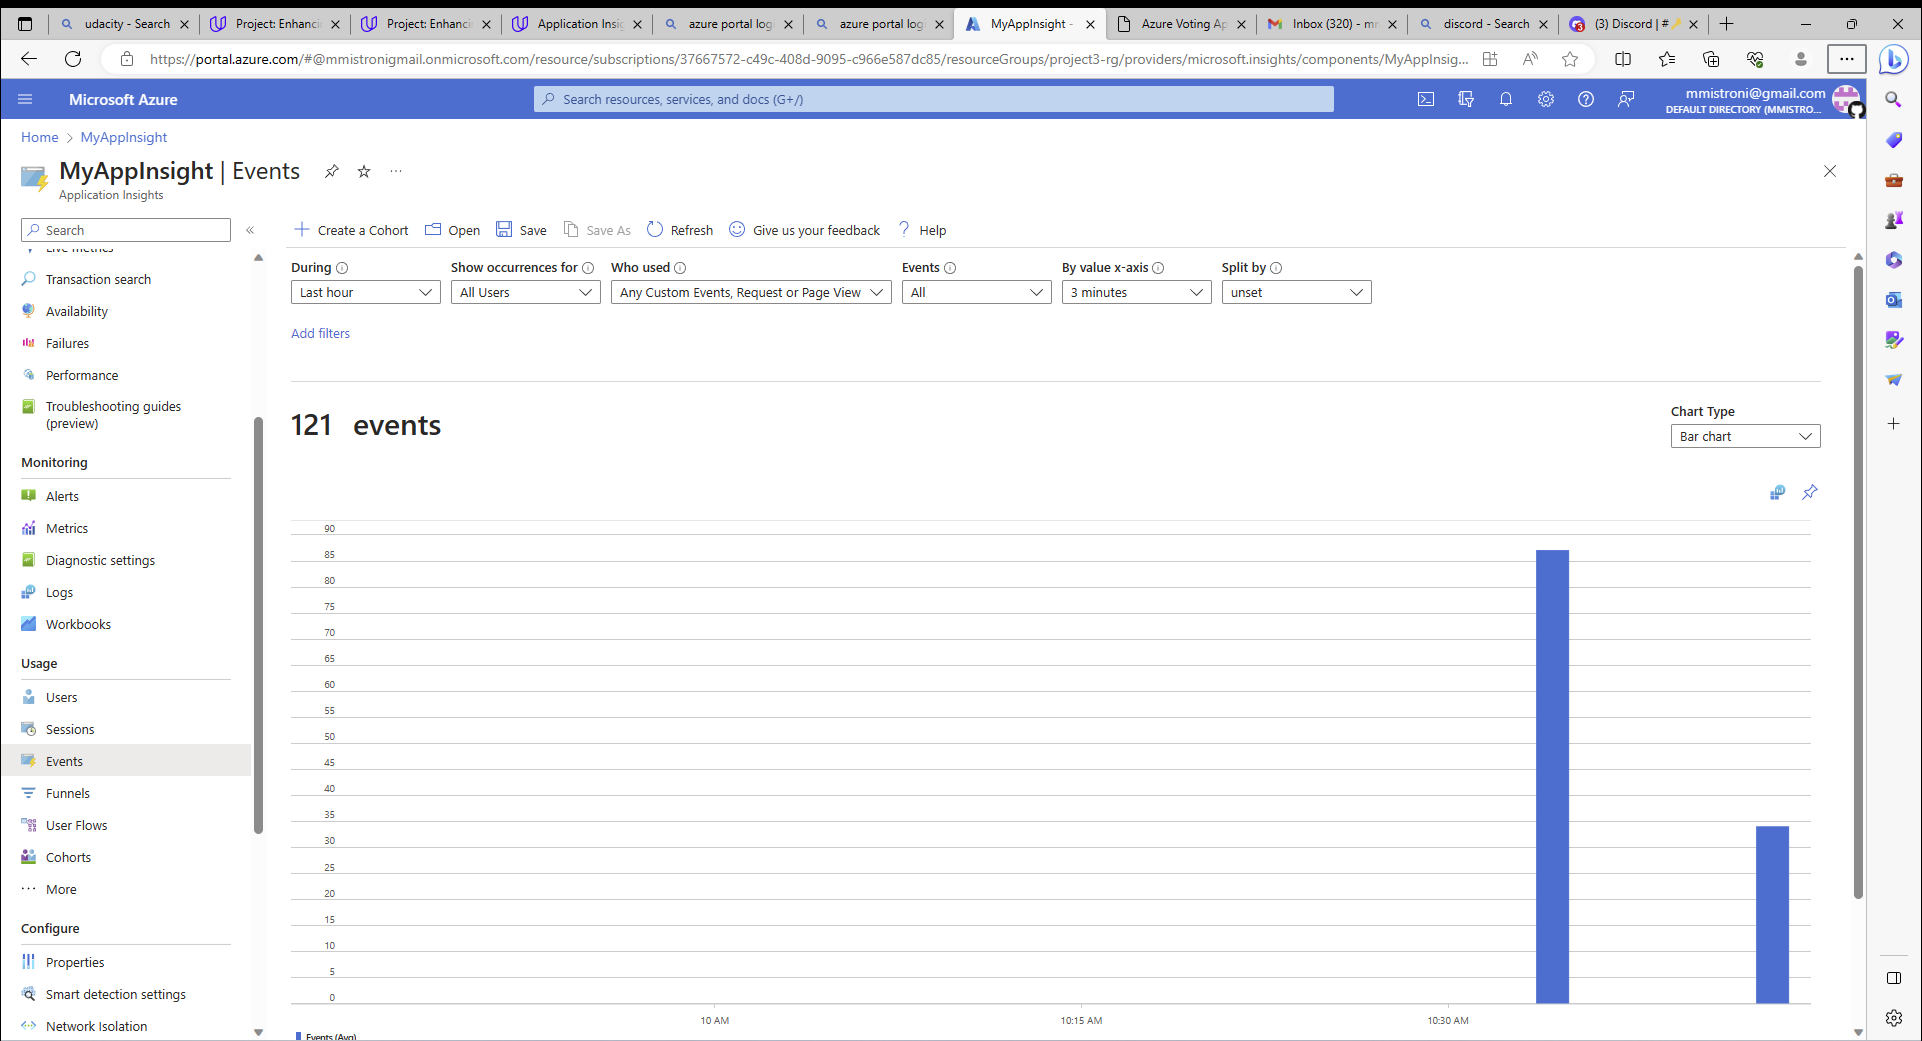 udacity - Search
Project: Enhancin
Project: Enhancin
Application Insig
azure portal logi
azure portal logi
MyAppInsight -
Azure Voting Ap
Inbox (320) - mr
discord - Search
(3) Discord | #
https://portal.azure.com/#@mmistronigmail.onmicrosoft.com/resource/subscriptions/37667572-c49c-408d-9095-c966e587dc85/resourceGroups/project3-rg/providers/microsoft.insights/components/MyAppInsig...
Microsoft Azure
Search resources, services, and docs (G+/)
mmistroni@gmail.com
DEFAULT DIRECTORY (MMISTRO...
Home > MyAppInsight
MyAppInsight | Events
Application Insights
Search
Live metrics
Transaction search
Availability
Failures
Performance
Troubleshooting guides
(preview)
Monitoring
Alerts
Metrics
Diagnostic settings
Logs
Workbooks
Usage
Users
Sessions
Events
Funnels
User Flows
Cohorts
More
Configure
Properties
Smart detection settings
Network Isolation
Create a Cohort
Open
Save
Save As
Refresh
Give us your feedback
Help
During
Show occurrences for
Who used
Events
By value x-axis
Split by
Last hour
All Users
Any Custom Events, Request or Page View
All
3 minutes
unset
Add filters
121 events
Chart Type
Bar chart
90
85
80
75
70
65
60
55
50
45
40
35
30
25
20
15
10
5
0
10 AM
10:15 AM
10:30 AM
Events (Avg)